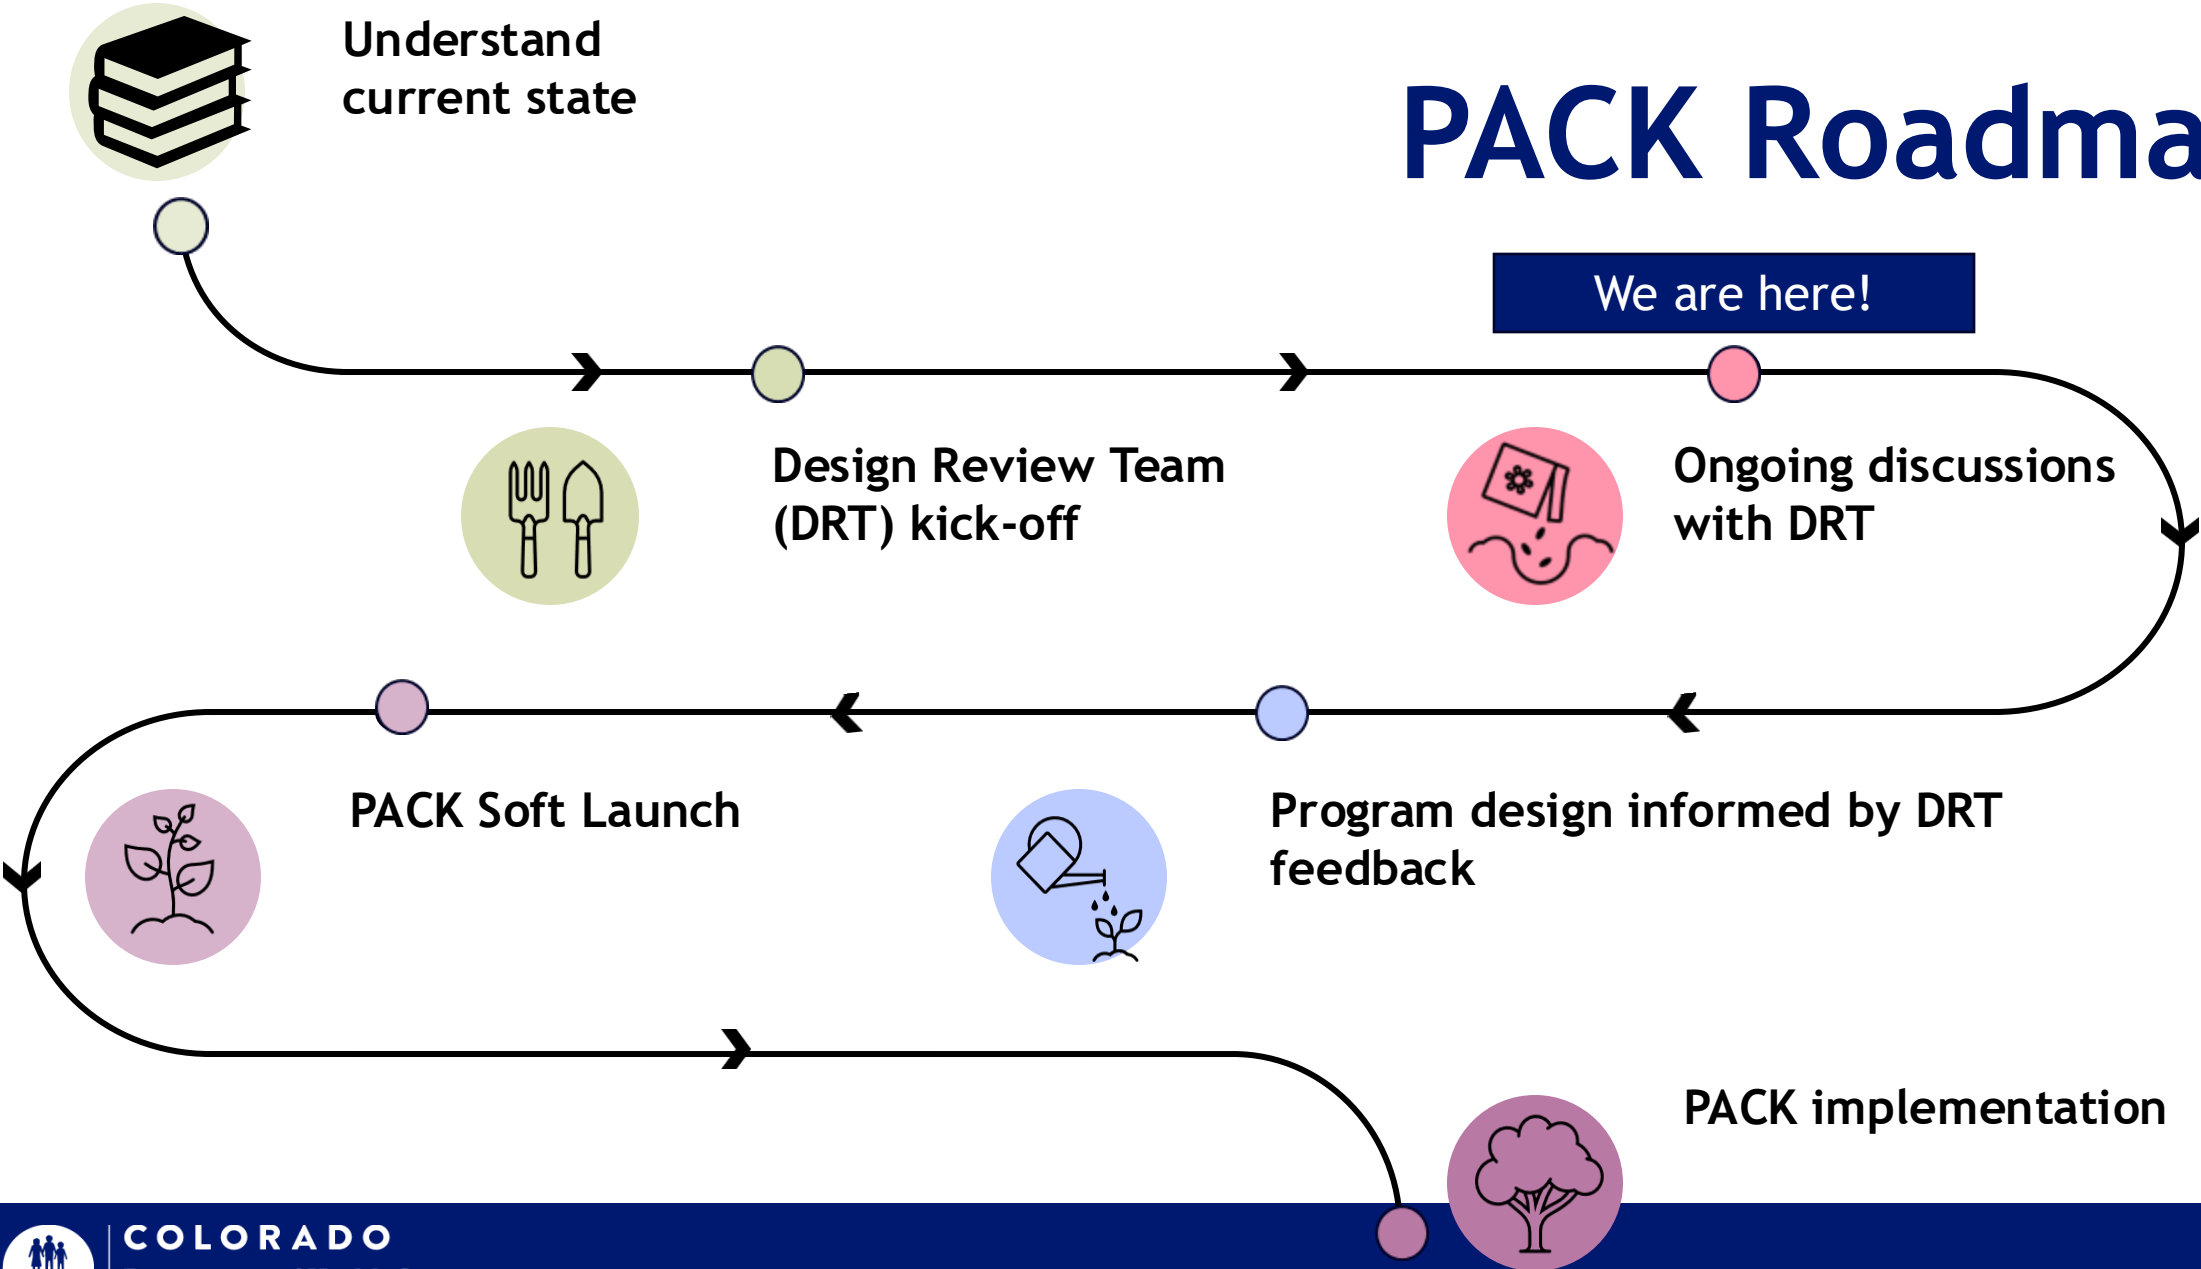 Understand
current state
PACK Roadma
We are here!
Design Review Team
(DRT) kick-off
Ongoing discussions
with DRT
PACK Soft Launch
Program design informed by DRT
feedback
PACK implementation
COLORADO